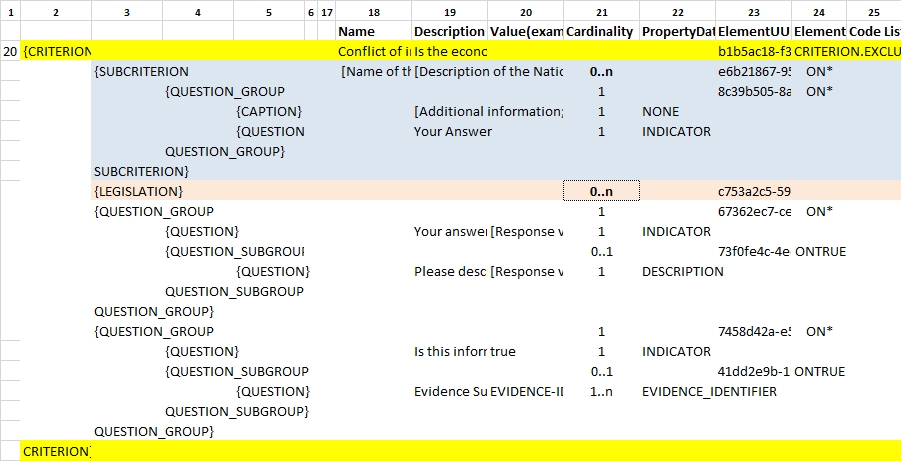 1 2 3 4 5 6 17 18 19 20 21 22 23 24 25
Name Description Value(exam Cardinality PropertyDat ElementUU Element Code Lis
20 {CRITERION Conflict of i Is the econc b1b5ac18-f3 CRITERION.EXCLU
{SUBCRITERION [Name of th [Description of the Natic 0..n e6b21867-95 ON*
{QUESTION_GROUP 1 8c39b505-8a ON*
{CAPTION} [Additional information; 1 NONE
{QUESTION Your Answer 1 INDICATOR
QUESTION_GROUP}
SUBCRITERION}
{LEGISLATION} 0..n c753a2c5-59
{QUESTION_GROUP 1 67362ec7-ce ON*
{QUESTION} Your answer [Response v 1 INDICATOR
{QUESTION_SUBGROUP 0..1 73f0fe4c-4e ONTRUE
{QUESTION} Please desc [Response v 1 DESCRIPTION
QUESTION_SUBGROUP
QUESTION_GROUP}
{QUESTION_GROUP 1 7458d42a-e5 ON*
{QUESTION} Is this inforr true 1 INDICATOR
{QUESTION_SUBGROUP 0..1 41dd2e9b-1 ONTRUE
{QUESTION} Evidence Su EVIDENCE-II 1..n EVIDENCE_IDENTIFIER
QUESTION_SUBGROUP}
QUESTION_GROUP}
CRITERION}